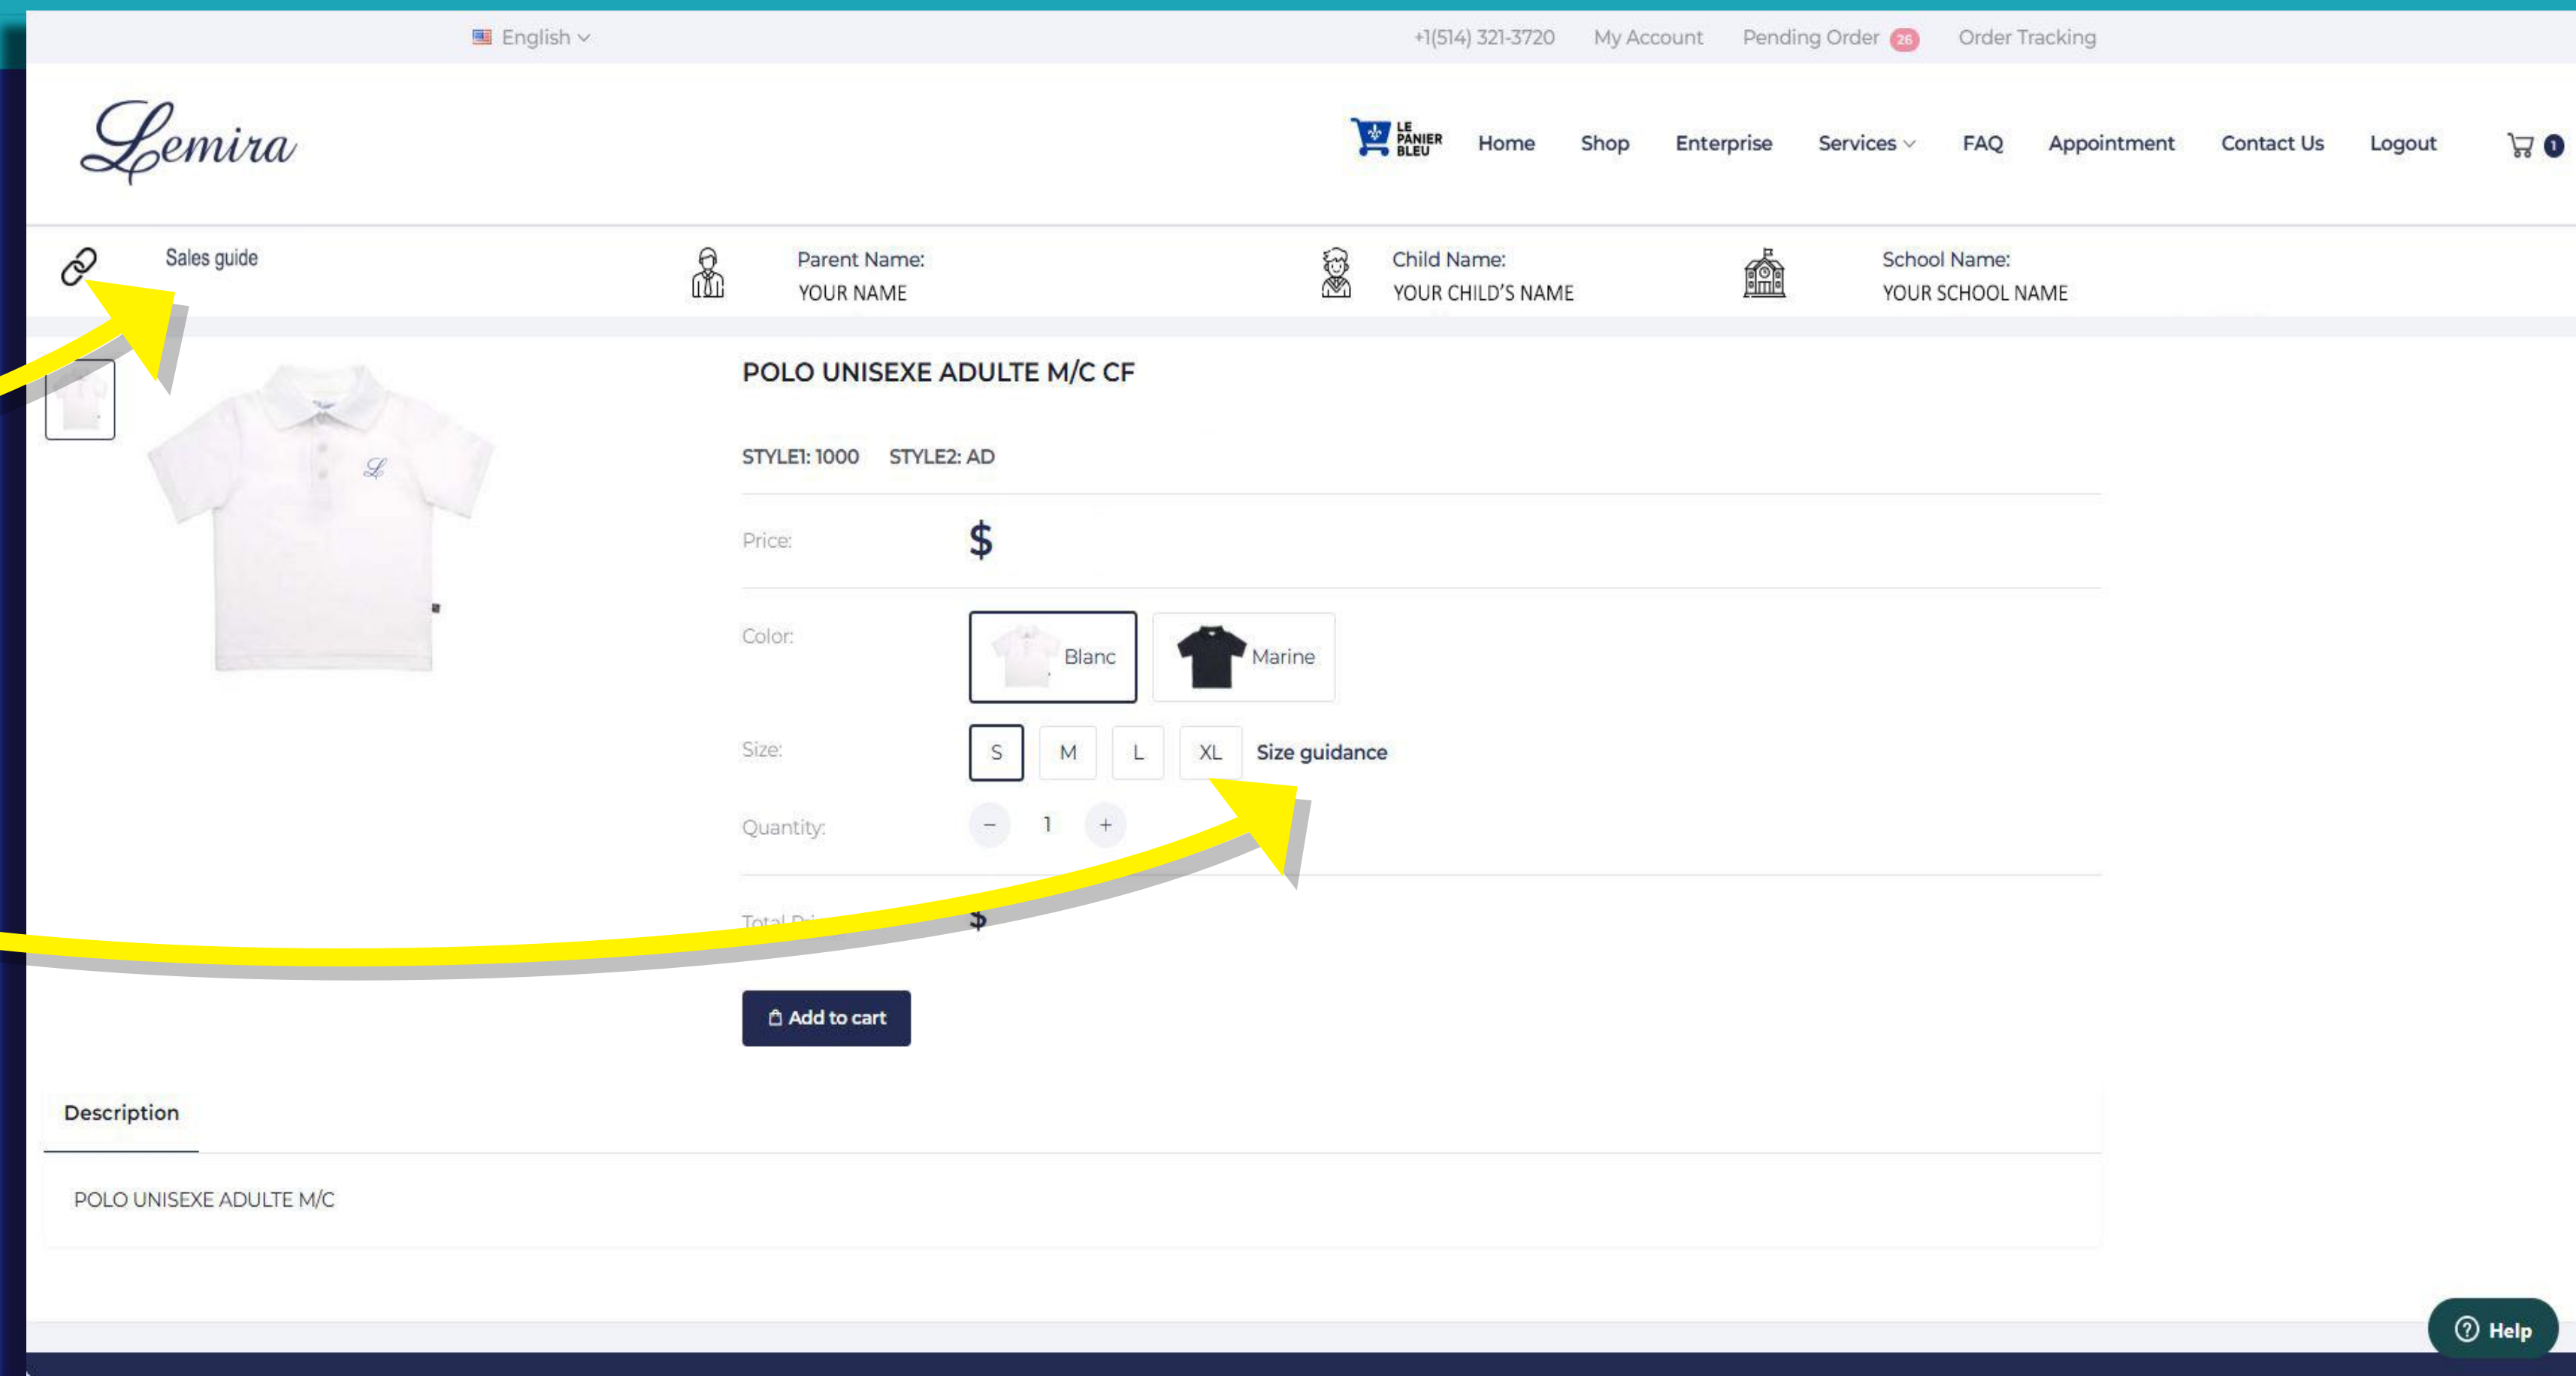 English
+1(514) 321-3720 My Account Pending Order 26 Order Tracking
Lemira
LE
PANIER
BLEU
Home Shop Enterprise Services FAQ Appointment Contact Us Logout 1
Sales guide
Parent Name:
YOUR NAME
Child Name:
YOUR CHILD'S NAME
School Name:
YOUR SCHOOL NAME
POLO UNISEXE ADULTE M/C CF
L
STYLE1: 1000 STYLE2: AD
Price: $
Color: Blanc Marine
Size: S M L XL Size guidance
Quantity: - 1 +
Total $
Add to cart
Description
POLO UNISEXE ADULTE M/C
Help